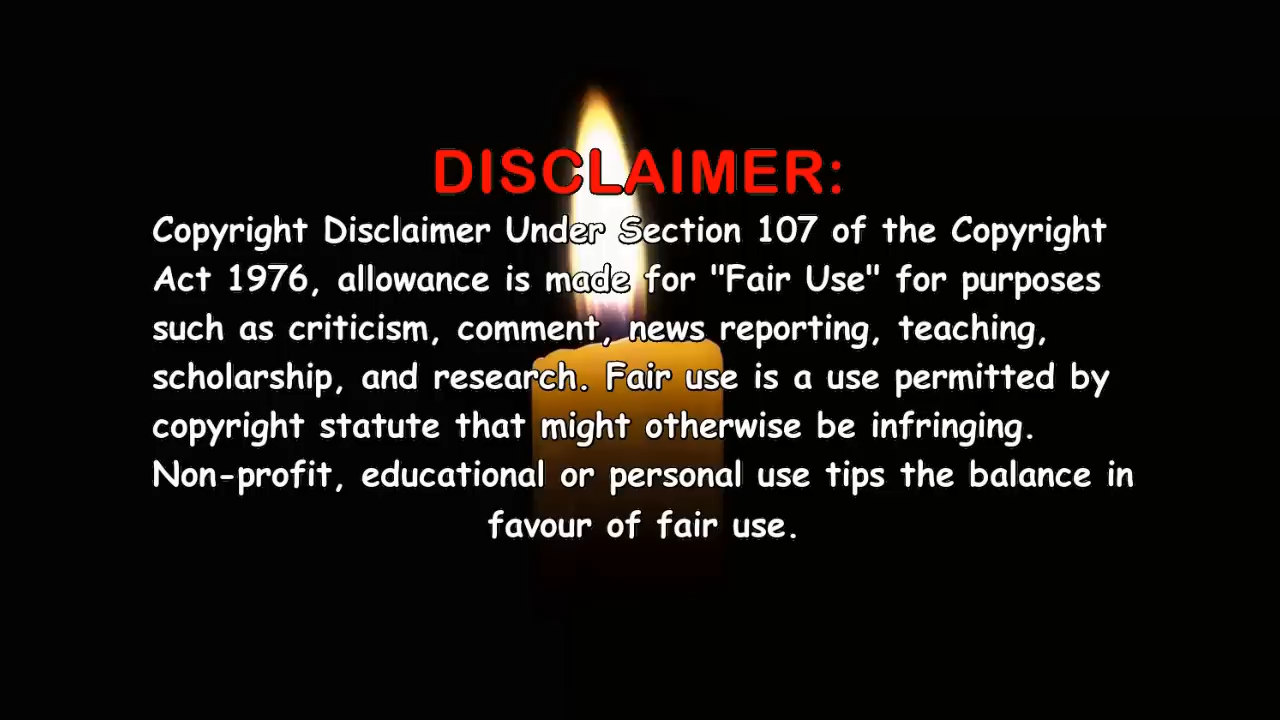 DISCLAIMER:
Copyright Disclaimer Under Section 107 of the Copyright
Act 1976, allowance is made for "Fair Use" for purposes
such as criticism, comment, news reporting, teaching,
scholarship, and research. Fair use is a use permitted by
copyright statute that might otherwise be infringing.
Non-profit, educational or personal use tips the balance in
favour of fair use.